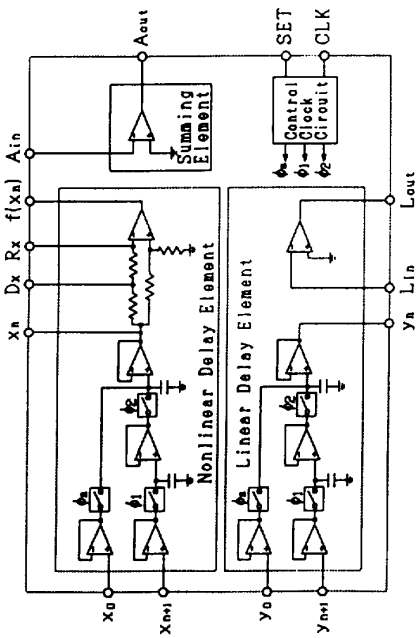 Aout
SET
CLK
Ain
f(xn)
Rx
Dx
xn
Summing
Element
Control
Clock
Circuit
φs
φ1
φ2
Nonlinear Delay Element
φs
φ1
φ2
x0
xn+1
Linear Delay Element
φs
φ1
φ2
y0
yn+1
yn
Lin
Lout